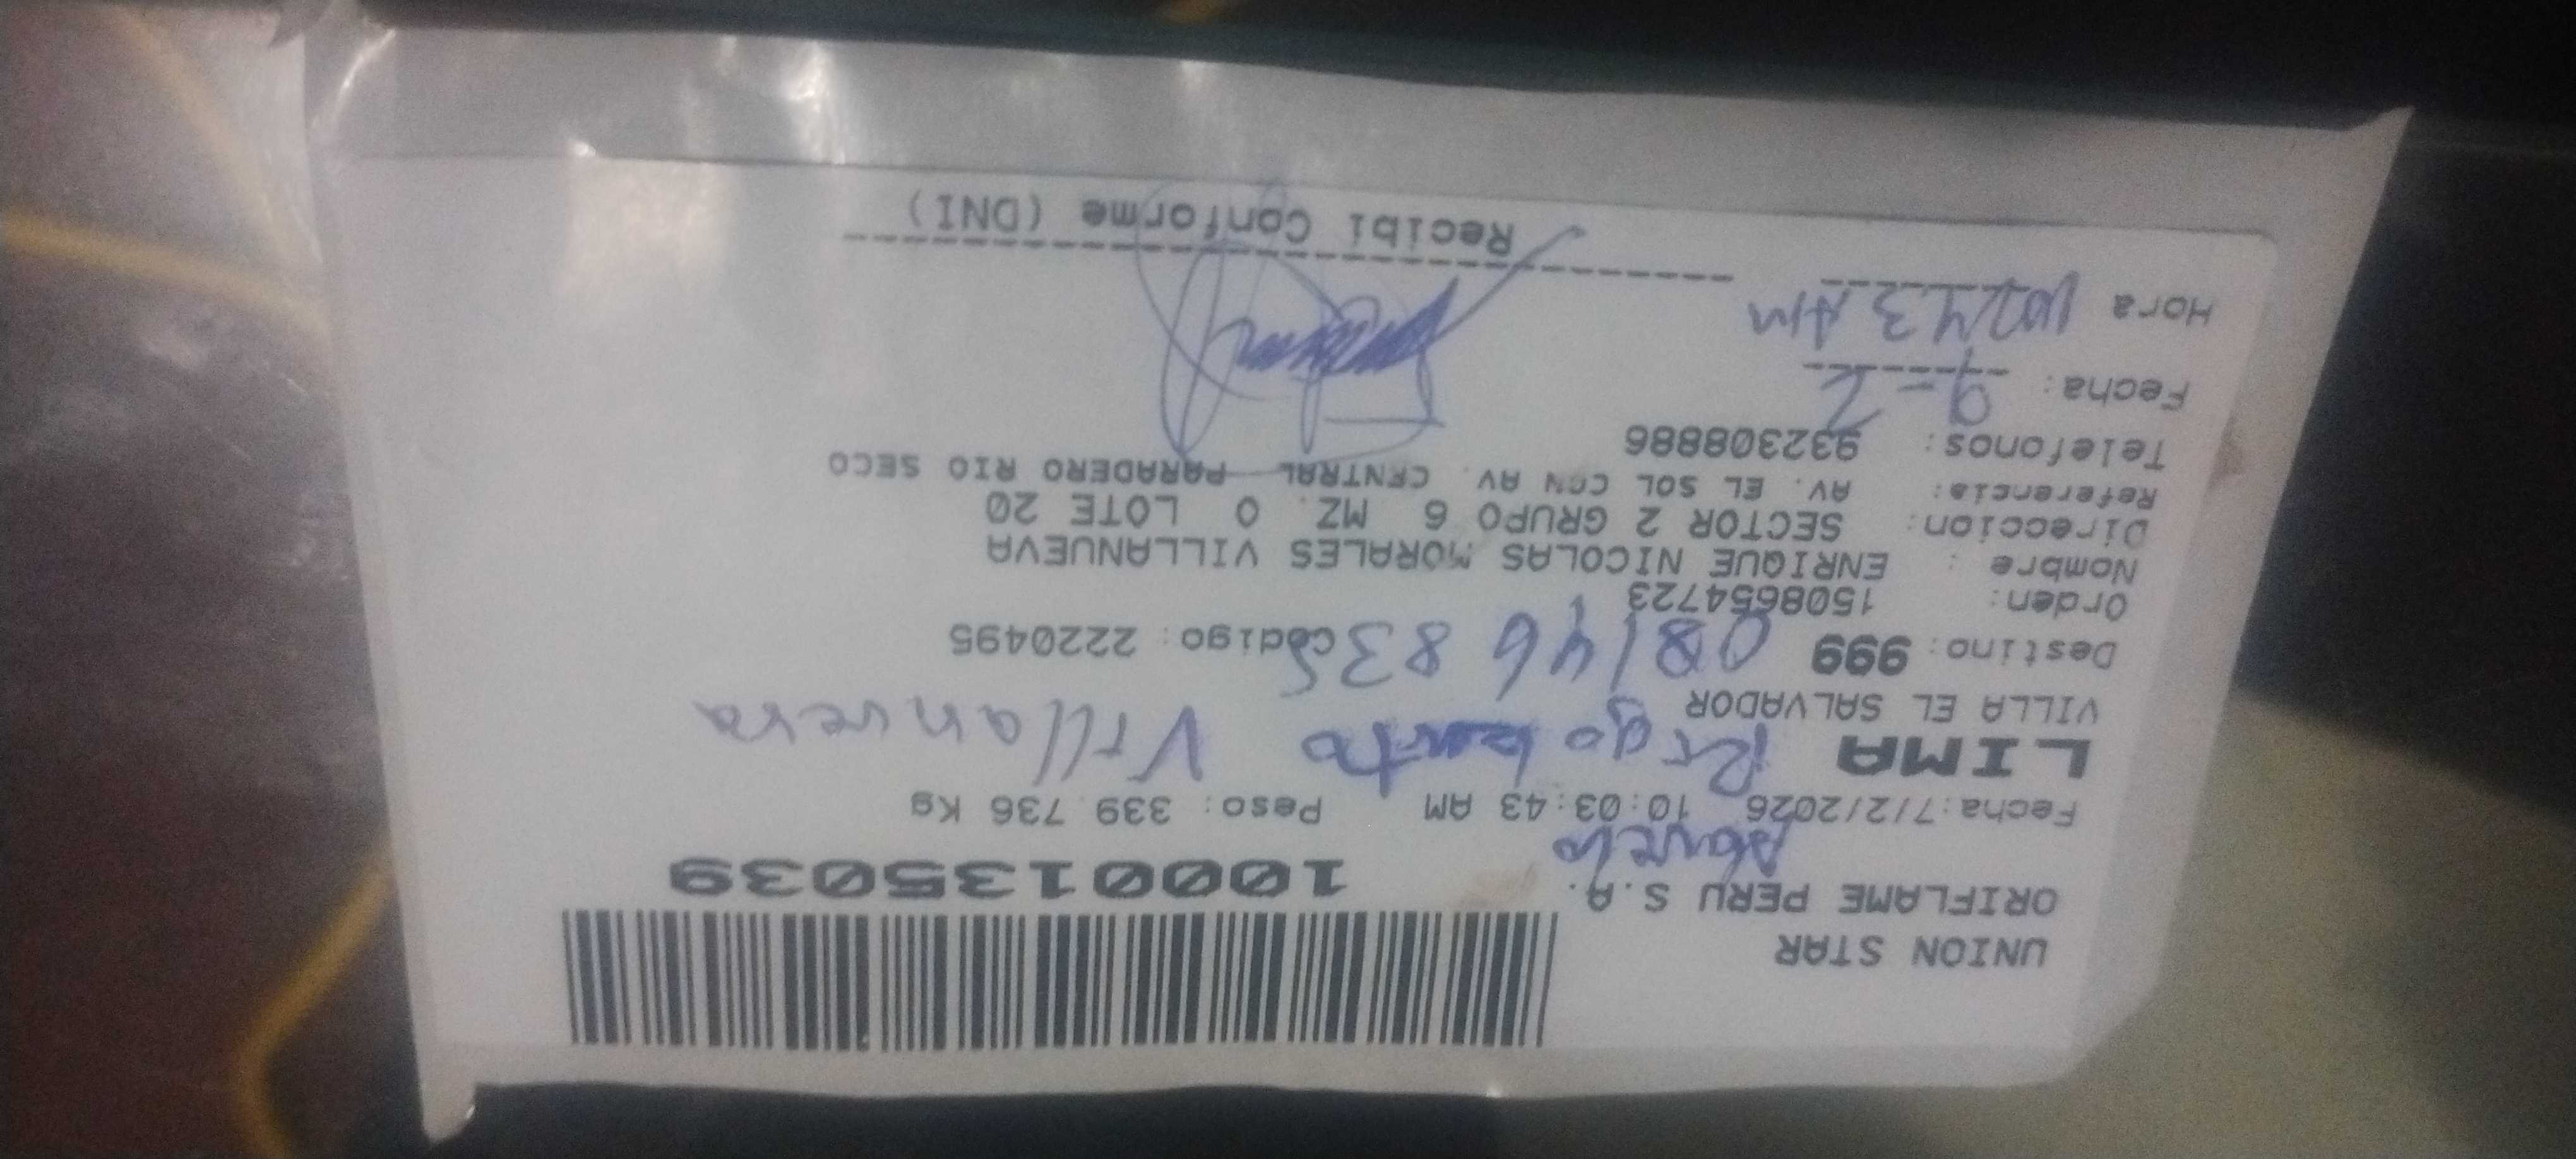 UNION STAR
ORIFLAME PERU S.A.
1000135039
Abuelo
Fecha:7/2/2026 10:03:43 AM Peso: 339.736 Kg
LIMA
Rigoberto Villanueva
VILLA EL SALVADOR
Destino: 999 Codigo: 2220495
08146835
Orden: 1508654723
Nombre : ENRIQUE NICOLAS MORALES VILLANUEVA
Direccion: SECTOR 2 GRUPO 6 MZ. O LOTE 20
Referencia: AV. EL SOL CON AV. CENTRAL PARADERO RIO SECO
Telefonos: 932308886
Fecha: 9-2
Hora 10:43 Am
Recibi Conforme (DNI)